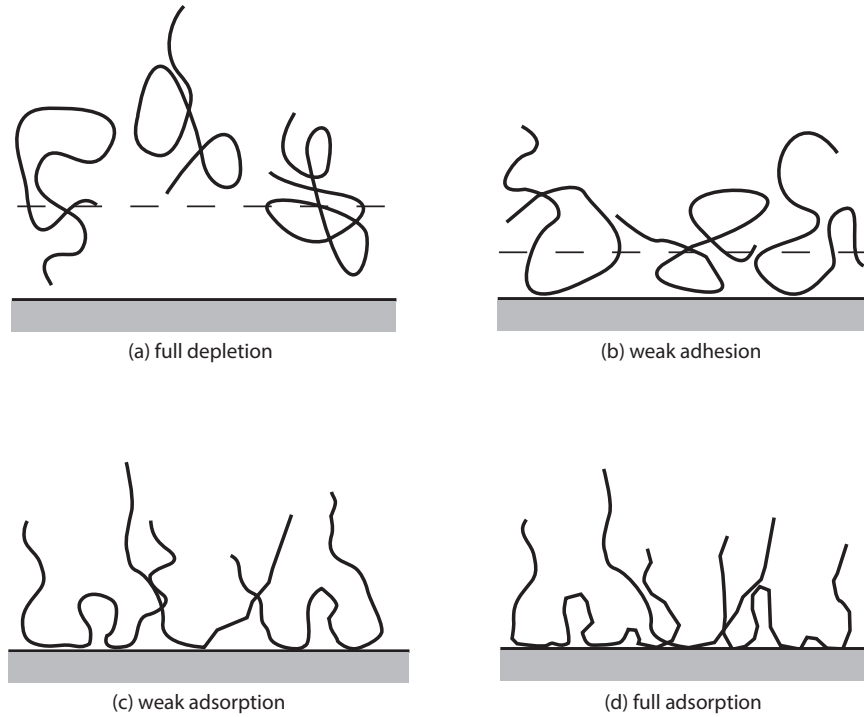 (a) full depletion
(b) weak adhesion
(c) weak adsorption
(d) full adsorption